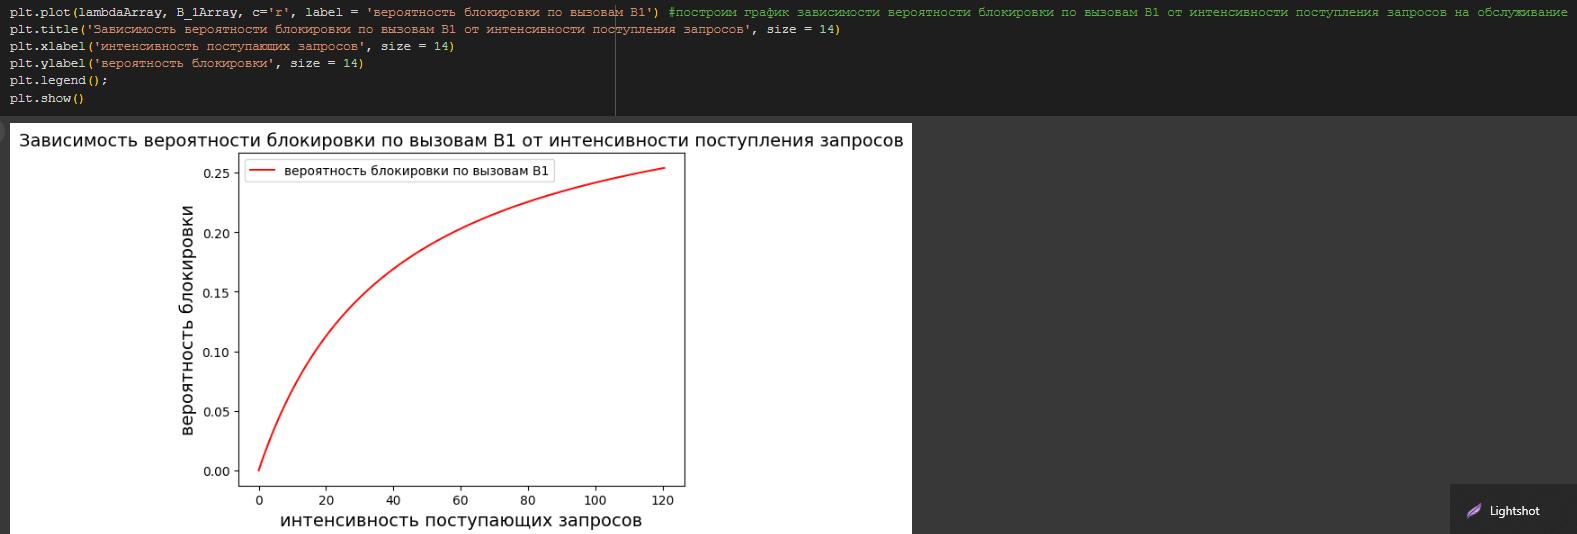 plt.plot(lambdaArray, B_1Array, c='r', label = 'вероятность блокировки по вызовам B1') #построим график зависимости вероятности блокировки по вызовам B1 от интенсивности поступления запросов на обслуживание
plt.title('Зависимость вероятности блокировки по вызовам B1 от интенсивности поступления запросов', size = 14)
plt.xlabel('интенсивность поступающих запросов', size = 14)
plt.ylabel('вероятность блокировки', size = 14)
plt.legend();
plt.show()
Зависимость вероятности блокировки по вызовам B1 от интенсивности поступления запросов
вероятность блокировки по вызовам B1
вероятность блокировки
0.25
0.20
0.15
0.10
0.05
0.00
0 20 40 60 80 100 120
интенсивность поступающих запросов
Lightshot